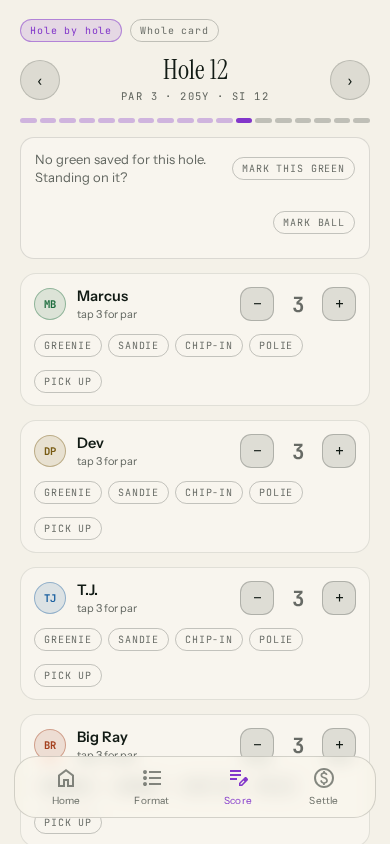 Hole by hole Whole card
‹ Hole 12 ›
PAR 3 · 205Y · SI 12
No green saved for this hole.
Standing on it?
MARK THIS GREEN
MARK BALL
MB Marcus − 3 +
tap 3 for par
GREENIE SANDIE CHIP-IN POLIE
PICK UP
DP Dev − 3 +
tap 3 for par
GREENIE SANDIE CHIP-IN POLIE
PICK UP
TJ T.J. − 3 +
tap 3 for par
GREENIE SANDIE CHIP-IN POLIE
PICK UP
BR Big Ray − 3 +
tap 3 for par
PICK UP
Home Format Score Settle